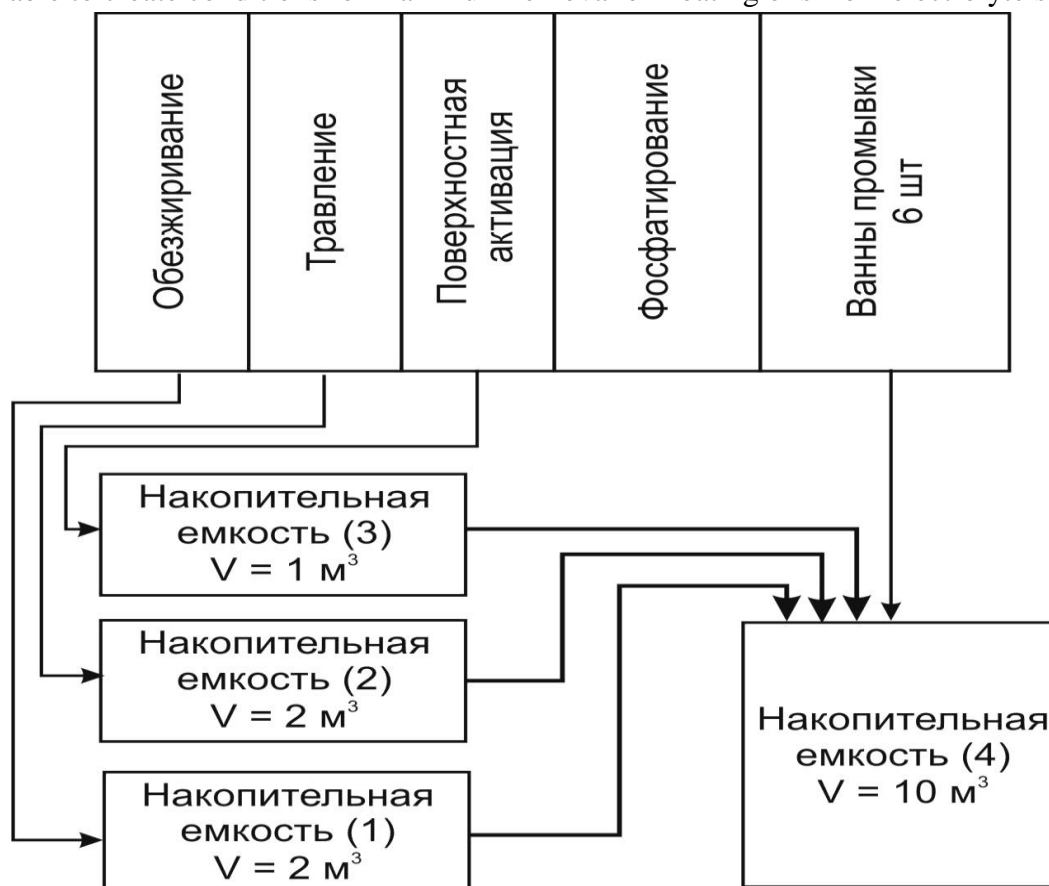 Обезжиривание
Травление
Поверхностная
активация
Фосфатирование
Ванны промывки
6 шт
Накопительная
емкость (3)
V = 1 м³
Накопительная
емкость (2)
V = 2 м³
Накопительная
емкость (1)
V = 2 м³
Накопительная
емкость (4)
V = 10 м³